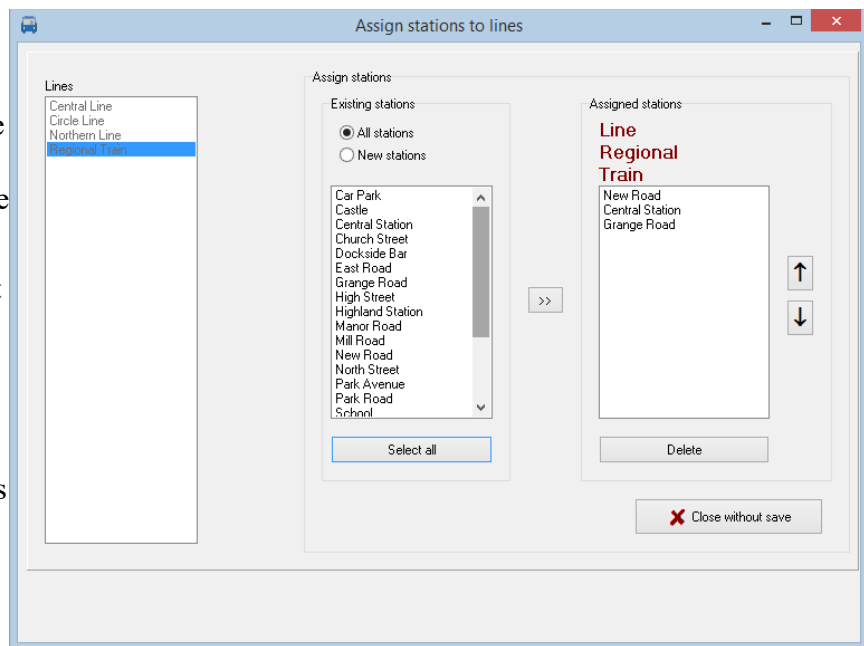 Assign stations to lines
Lines
Central Line
Circle Line
Northern Line
Regional Train
Assign stations
Existing stations
All stations
New stations
Car Park
Castle
Central Station
Church Street
Dockside Bar
East Road
Grange Road
High Street
Highland Station
Manor Road
Mill Road
New Road
North Street
Park Avenue
Park Road
School
Select all
>>
Assigned stations
Line
Regional
Train
New Road
Central Station
Grange Road
↑
↓
Delete
Close without save